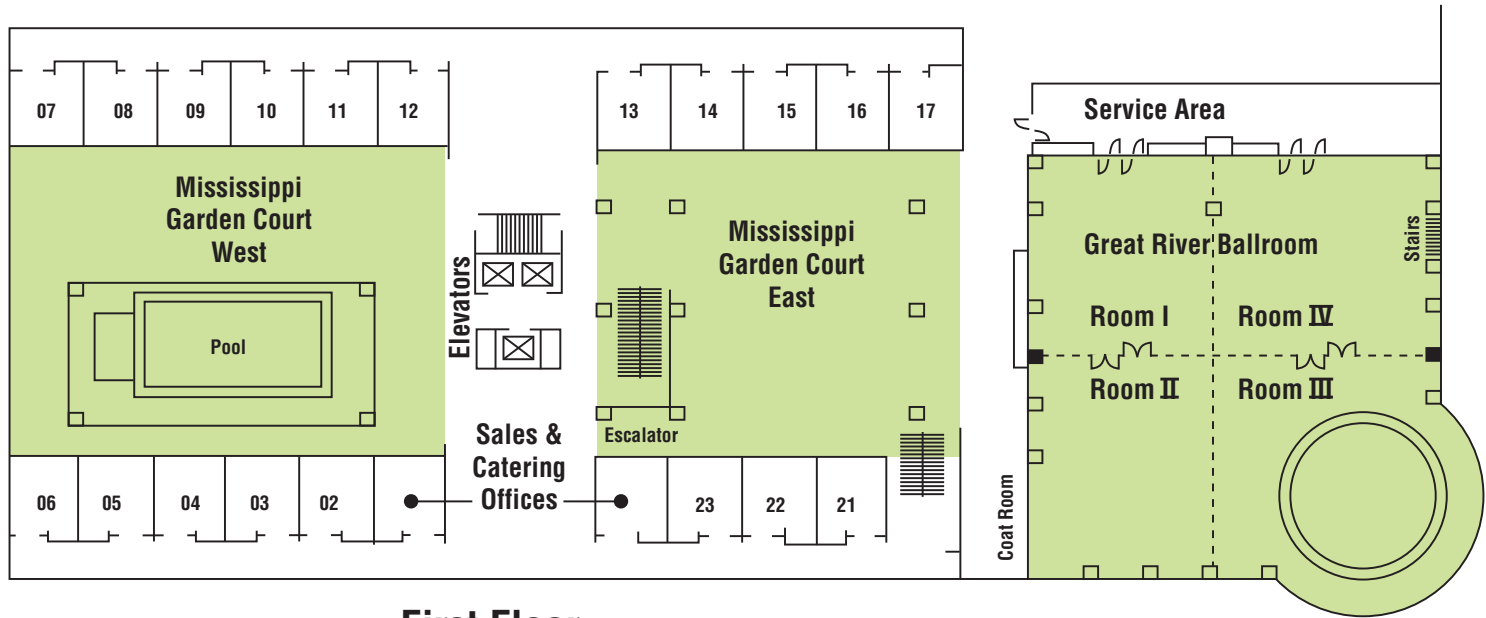 07 08 09 10 11 12 13 14 15 16 17
Service Area
Mississippi
Garden Court
West
Pool
Elevators
Mississippi
Garden Court
East
Escalator
Great River Ballroom
Stairs
Room I Room IV
Room II Room III
Coat Room
Sales &
Catering
Offices
06 05 04 03 02 23 22 21
First Floor